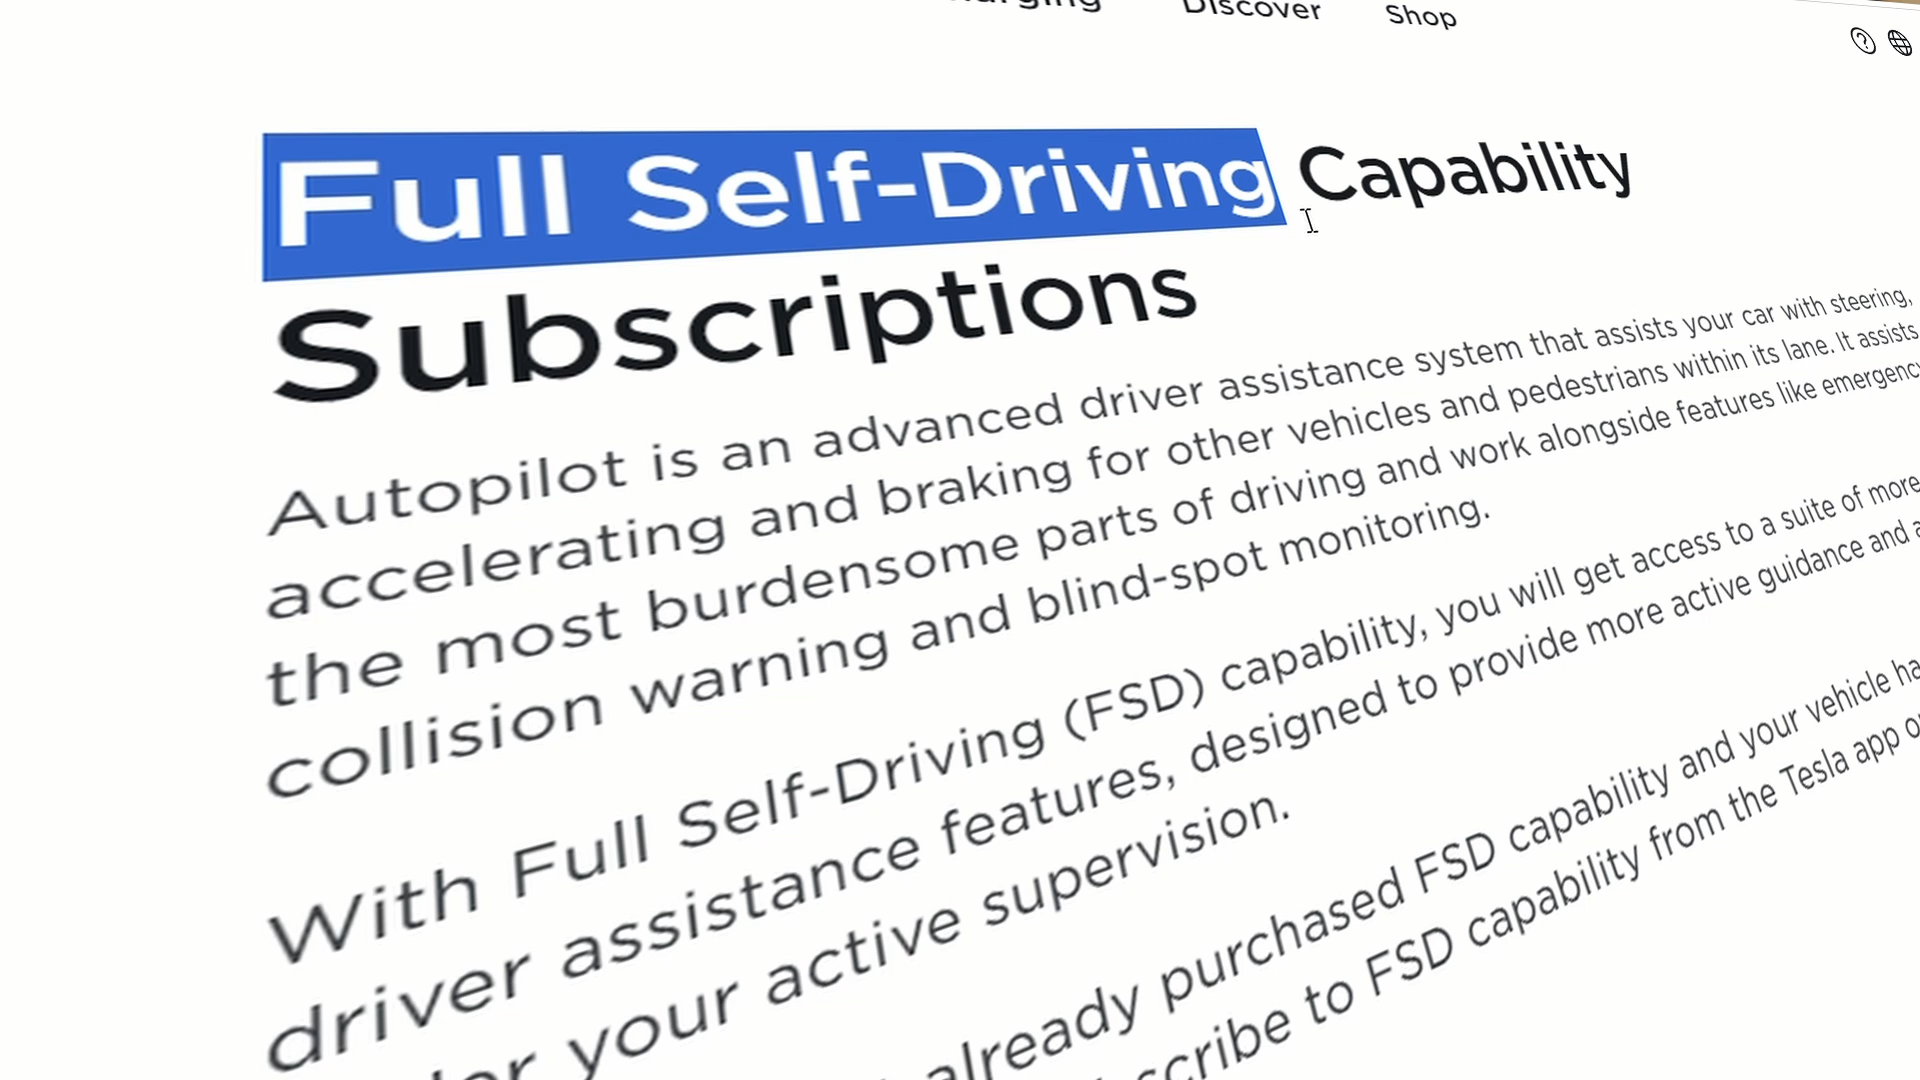 Discover Shop
Full Self-Driving Capability
Subscriptions
Autopilot is an advanced driver assistance system that assists your car with steering,
accelerating and braking for other vehicles and pedestrians within its lane. It assists
the most burdensome parts of driving and work alongside features like emergency
collision warning and blind-spot monitoring.
With Full Self-Driving (FSD) capability, you will get access to a suite of more
driver assistance features, designed to provide more active guidance and a
your active supervision.
already purchased FSD capability and your vehicle ha
scribe to FSD capability from the Tesla app o